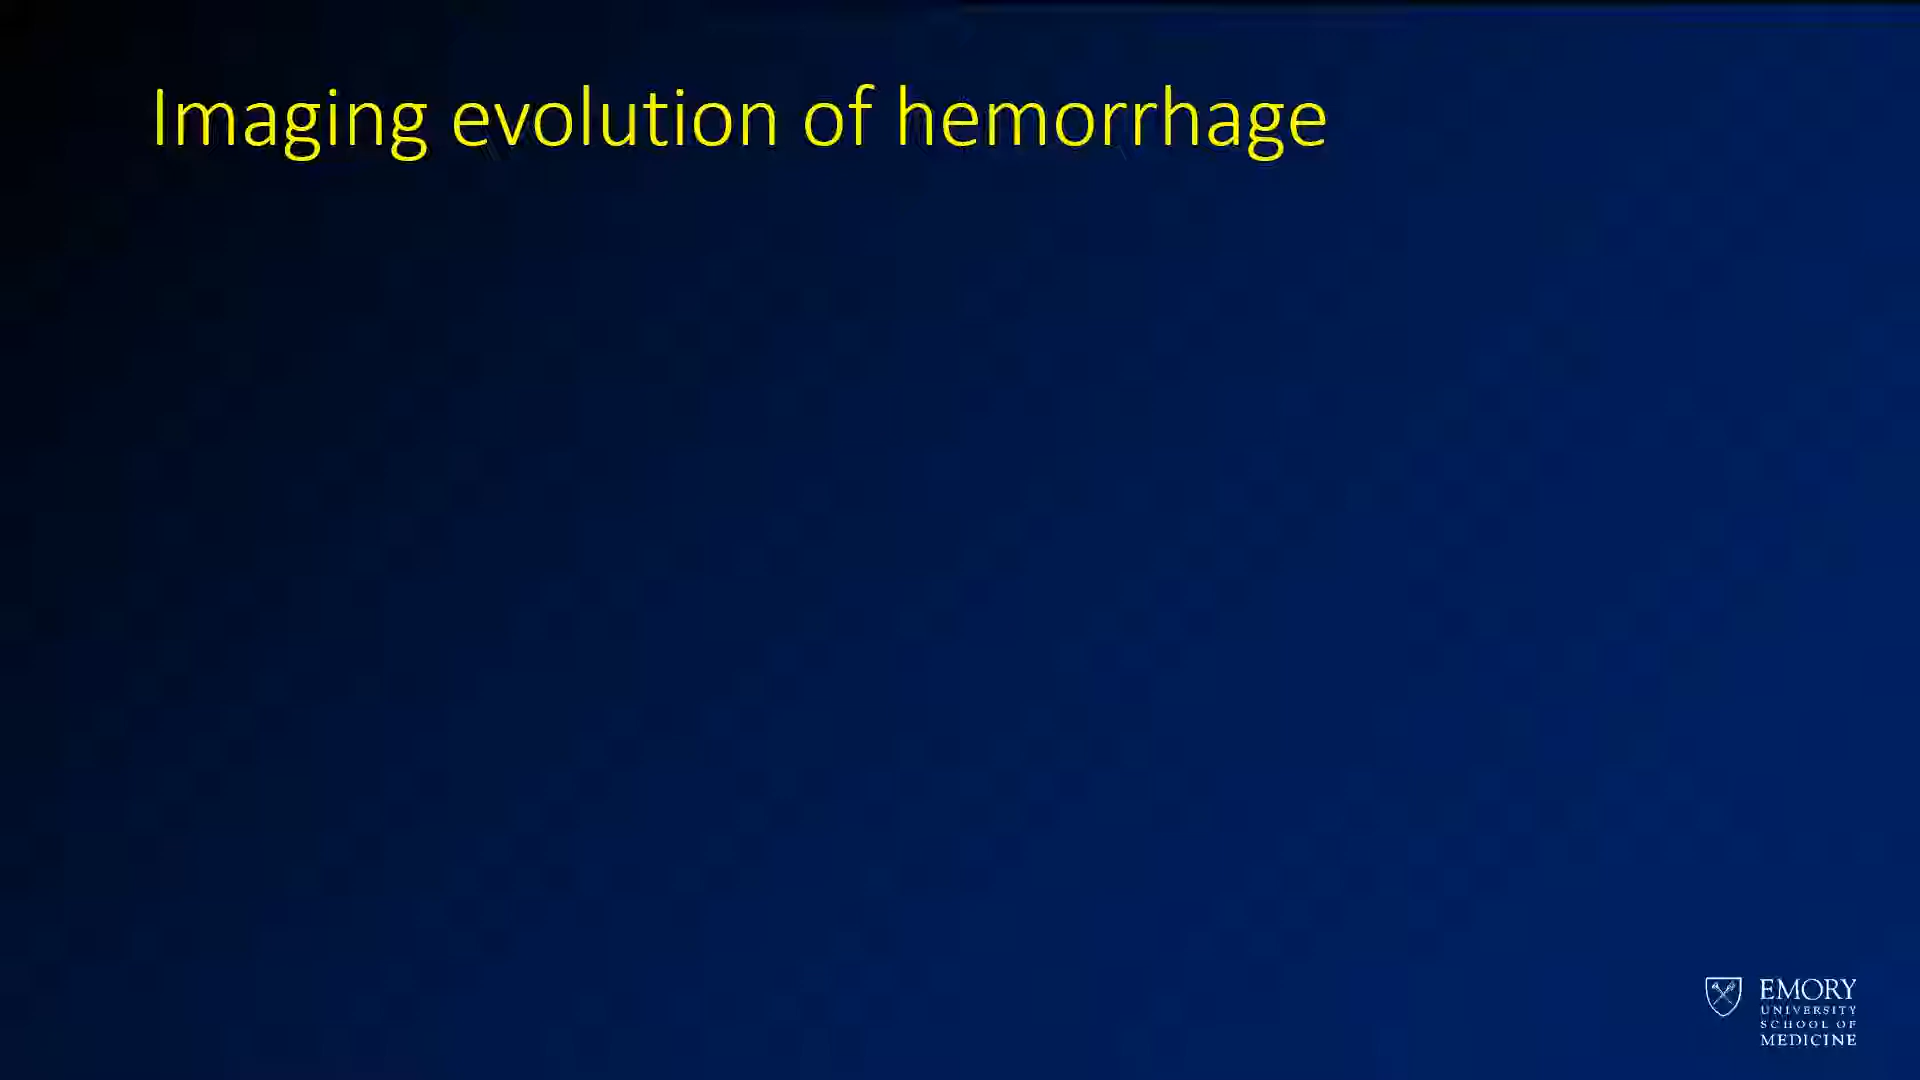 Imaging evolution of hemorrhage
EMORY
UNIVERSITY
SCHOOL OF
MEDICINE